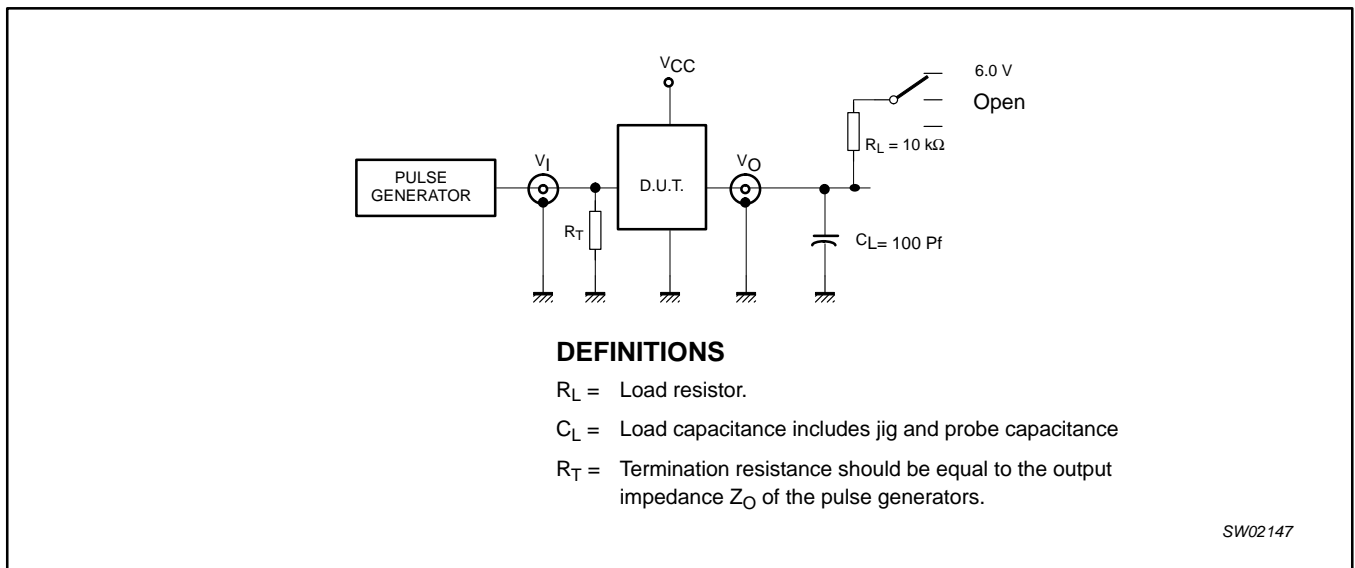 VCC
6.0 V
Open
RL = 10 kΩ
PULSE
GENERATOR
VI
D.U.T.
VO
RT
CL= 100 Pf
DEFINITIONS
RL = Load resistor.
CL = Load capacitance includes jig and probe capacitance
RT = Termination resistance should be equal to the output
impedance ZO of the pulse generators.
SW02147